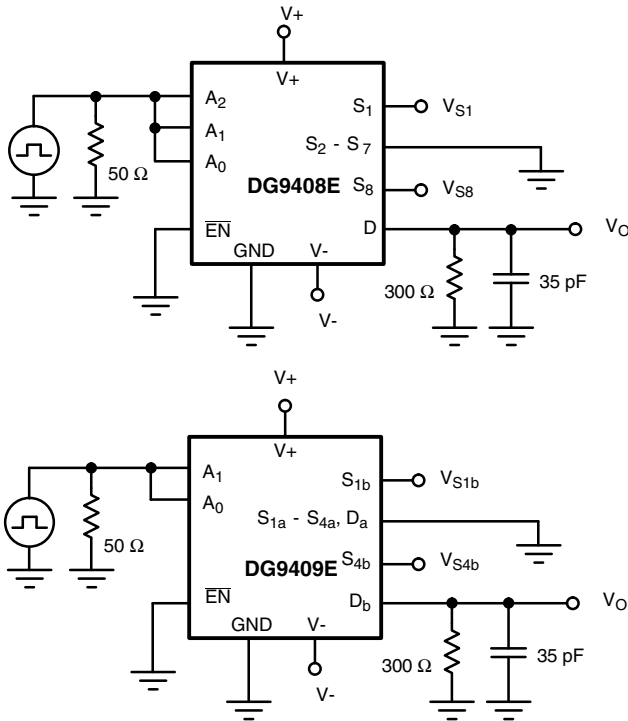 V+
V+
A2
S1
VS1
A1
S2 - S7
A0
50 Ω
DG9408E
S8
VS8
EN
D
VO
GND
V-
300 Ω
35 pF
V-
V+
V+
A1
S1b
VS1b
A0
S1a - S4a, Da
50 Ω
DG9409E
S4b
VS4b
EN
Db
VO
GND
V-
300 Ω
35 pF
V-